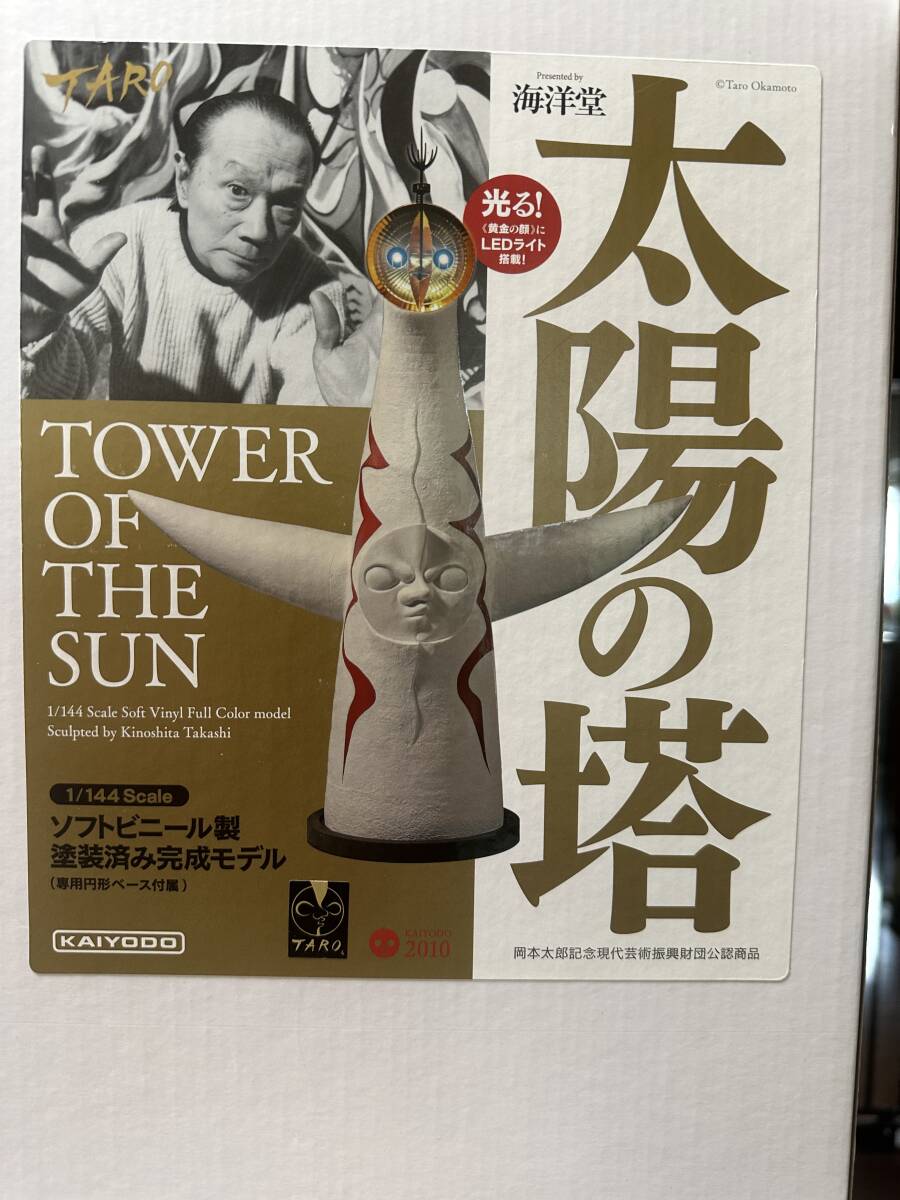 TARO
Presented by
海洋堂
©Taro Okamoto
太陽の塔
光る!
《黄金の顔》に
LEDライト
搭載!
TOWER
OF
THE
SUN
1/144 Scale Soft Vinyl Full Color model
Sculpted by Kinoshita Takashi
1/144 Scale
ソフトビニール製
塗装済み完成モデル
(専用円形ベース付属)
KAIYODO
TARO
KAIYODO
2010
岡本太郎記念現代芸術振興財団公認商品